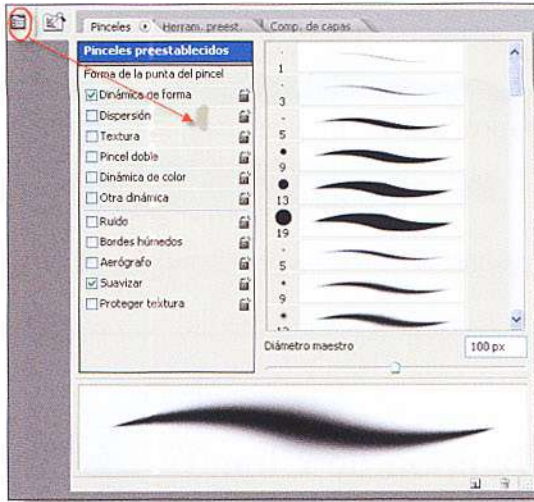 Pinceles Herram. preest. Comp. de capas
Pinceles preestablecidos
Forma de la punta del pincel
Dinámica de forma
Dispersión
Textura
Pincel doble
Dinámica de color
Otra dinámica
Ruido
Bordes húmedos
Aerógrafo
Suavizar
Proteger textura
1
3
5
9
13
19
5
9
Diámetro maestro 100 px